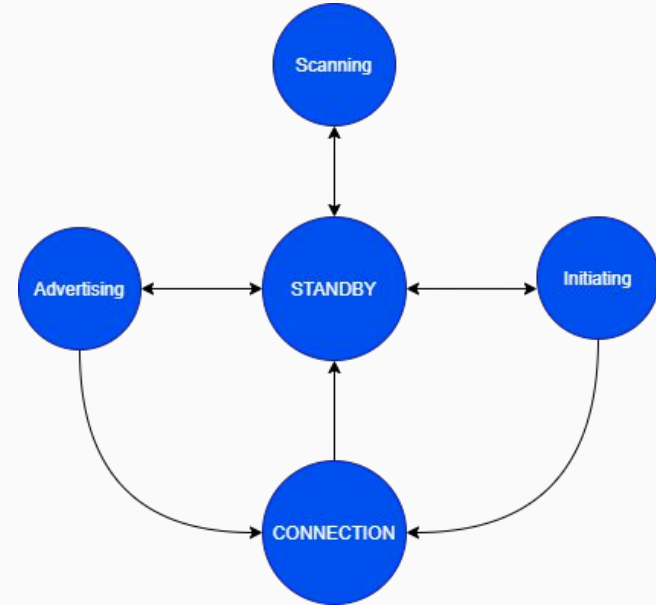 Scanning
Advertising
STANDBY
Initiating
CONNECTION